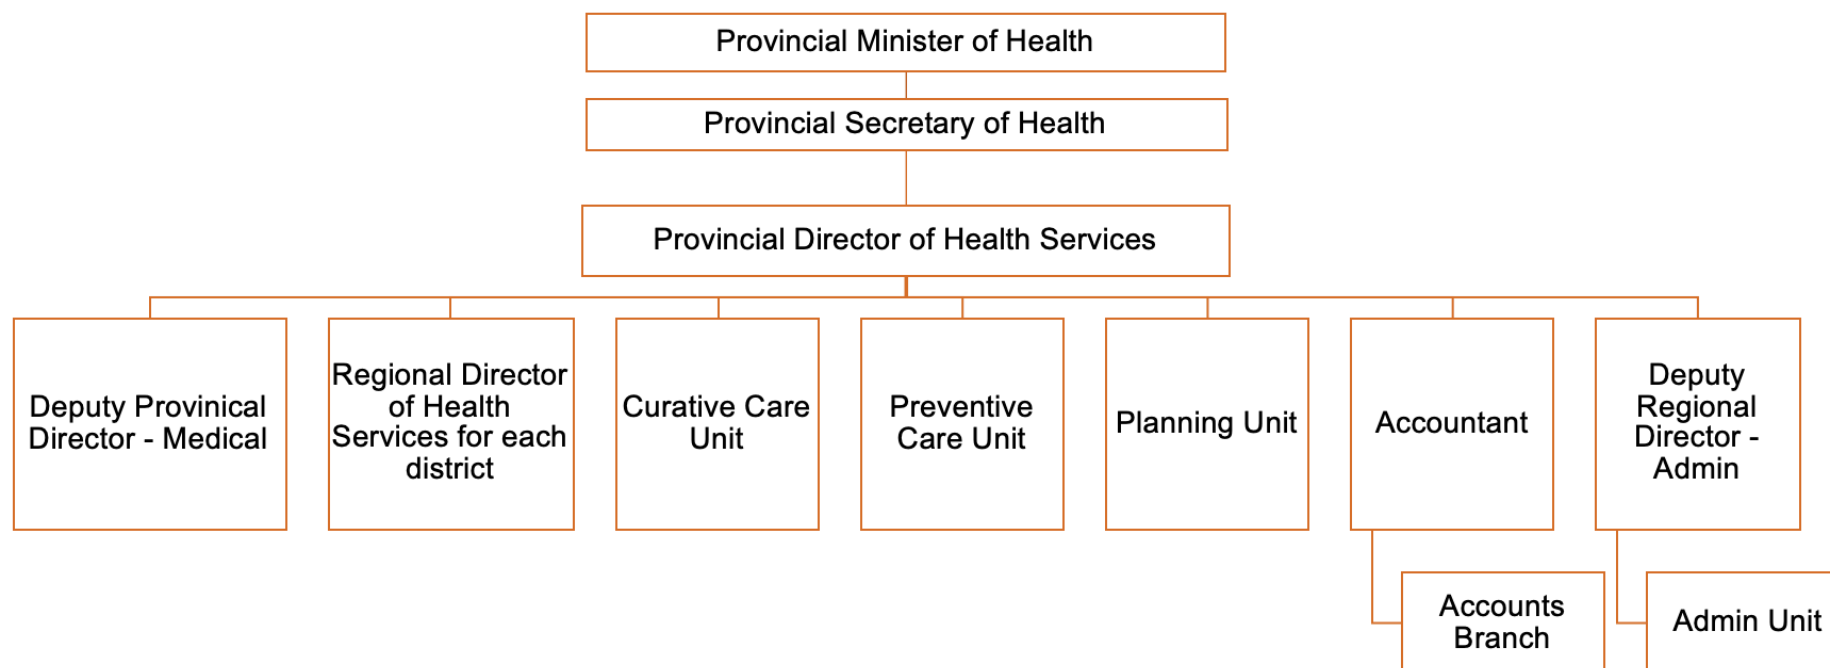 Provincial Minister of Health
Provincial Secretary of Health
Provincial Director of Health Services
Deputy Provinical
Director - Medical
Regional Director
of Health
Services for each
district
Curative Care
Unit
Preventive
Care Unit
Planning Unit
Accountant
Deputy
Regional
Director -
Admin
Accounts
Branch
Admin Unit